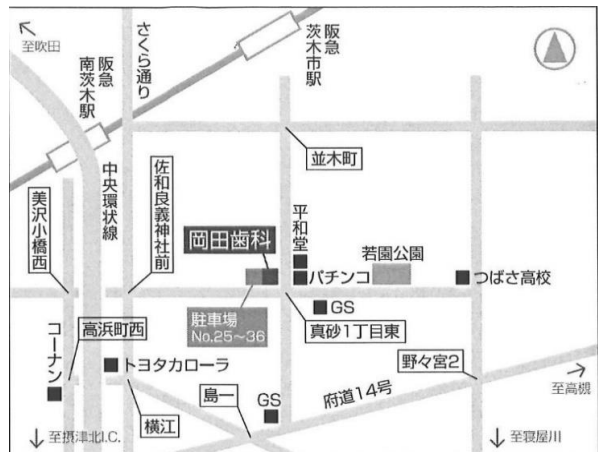 至吹田
阪急
南茨木駅
さくら通り
阪急
茨木市駅
並木町
中央環状線
美沢小橋西
佐和良義神社前
岡田歯科
平和堂
パチンコ
若園公園
つばさ高校
駐車場
No,25〜36
GS
真砂1丁目東
コーナン
高浜町西
トヨタカローラ
野々宮2
府道14号
至高槻
島一
GS
横江
至摂津北I.C.
至寝屋川